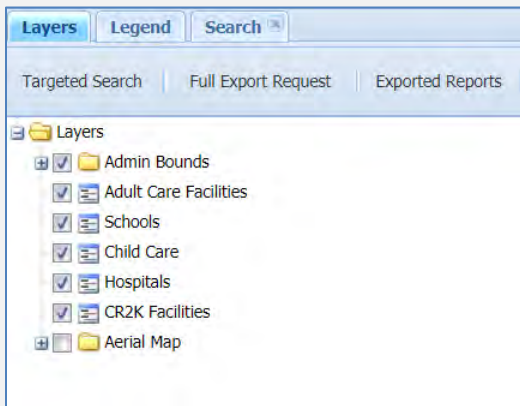 Layers Legend Search
Targeted Search Full Export Request Exported Reports
Layers
Admin Bounds
Adult Care Facilities
Schools
Child Care
Hospitals
CR2K Facilities
Aerial Map